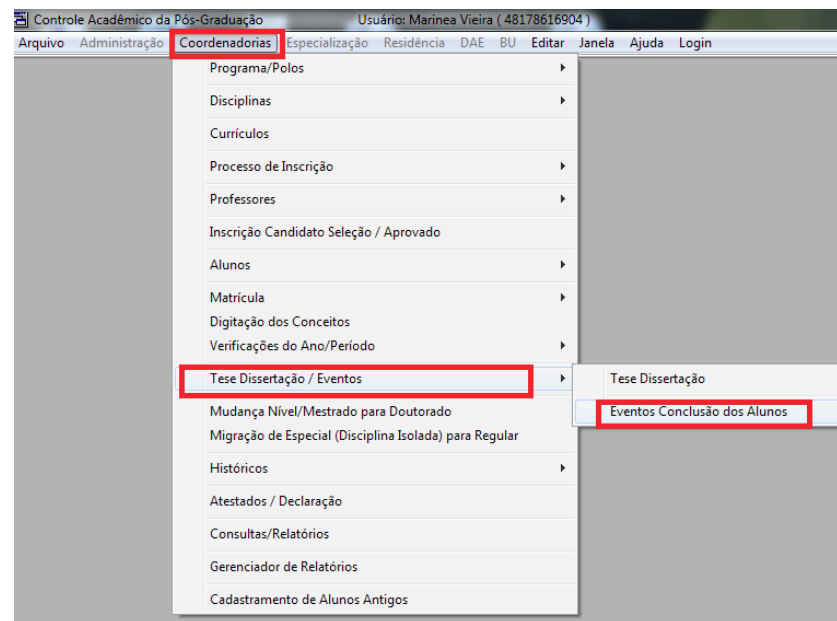 Controle Acadêmico da Pós-Graduação Usuário: Marinea Vieira ( 48178616904 )
Arquivo Administração Coordenadorias Especialização Residência DAE BU Editar Janela Ajuda Login
Programa/Polos
Disciplinas
Currículos
Processo de Inscrição
Professores
Inscrição Candidato Seleção / Aprovado
Alunos
Matrícula
Digitação dos Conceitos
Verificações do Ano/Período
Tese Dissertação / Eventos
Tese Dissertação
Eventos Conclusão dos Alunos
Mudança Nível/Mestrado para Doutorado
Migração de Especial (Disciplina Isolada) para Regular
Históricos
Atestados / Declaração
Consultas/Relatórios
Gerenciador de Relatórios
Cadastramento de Alunos Antigos